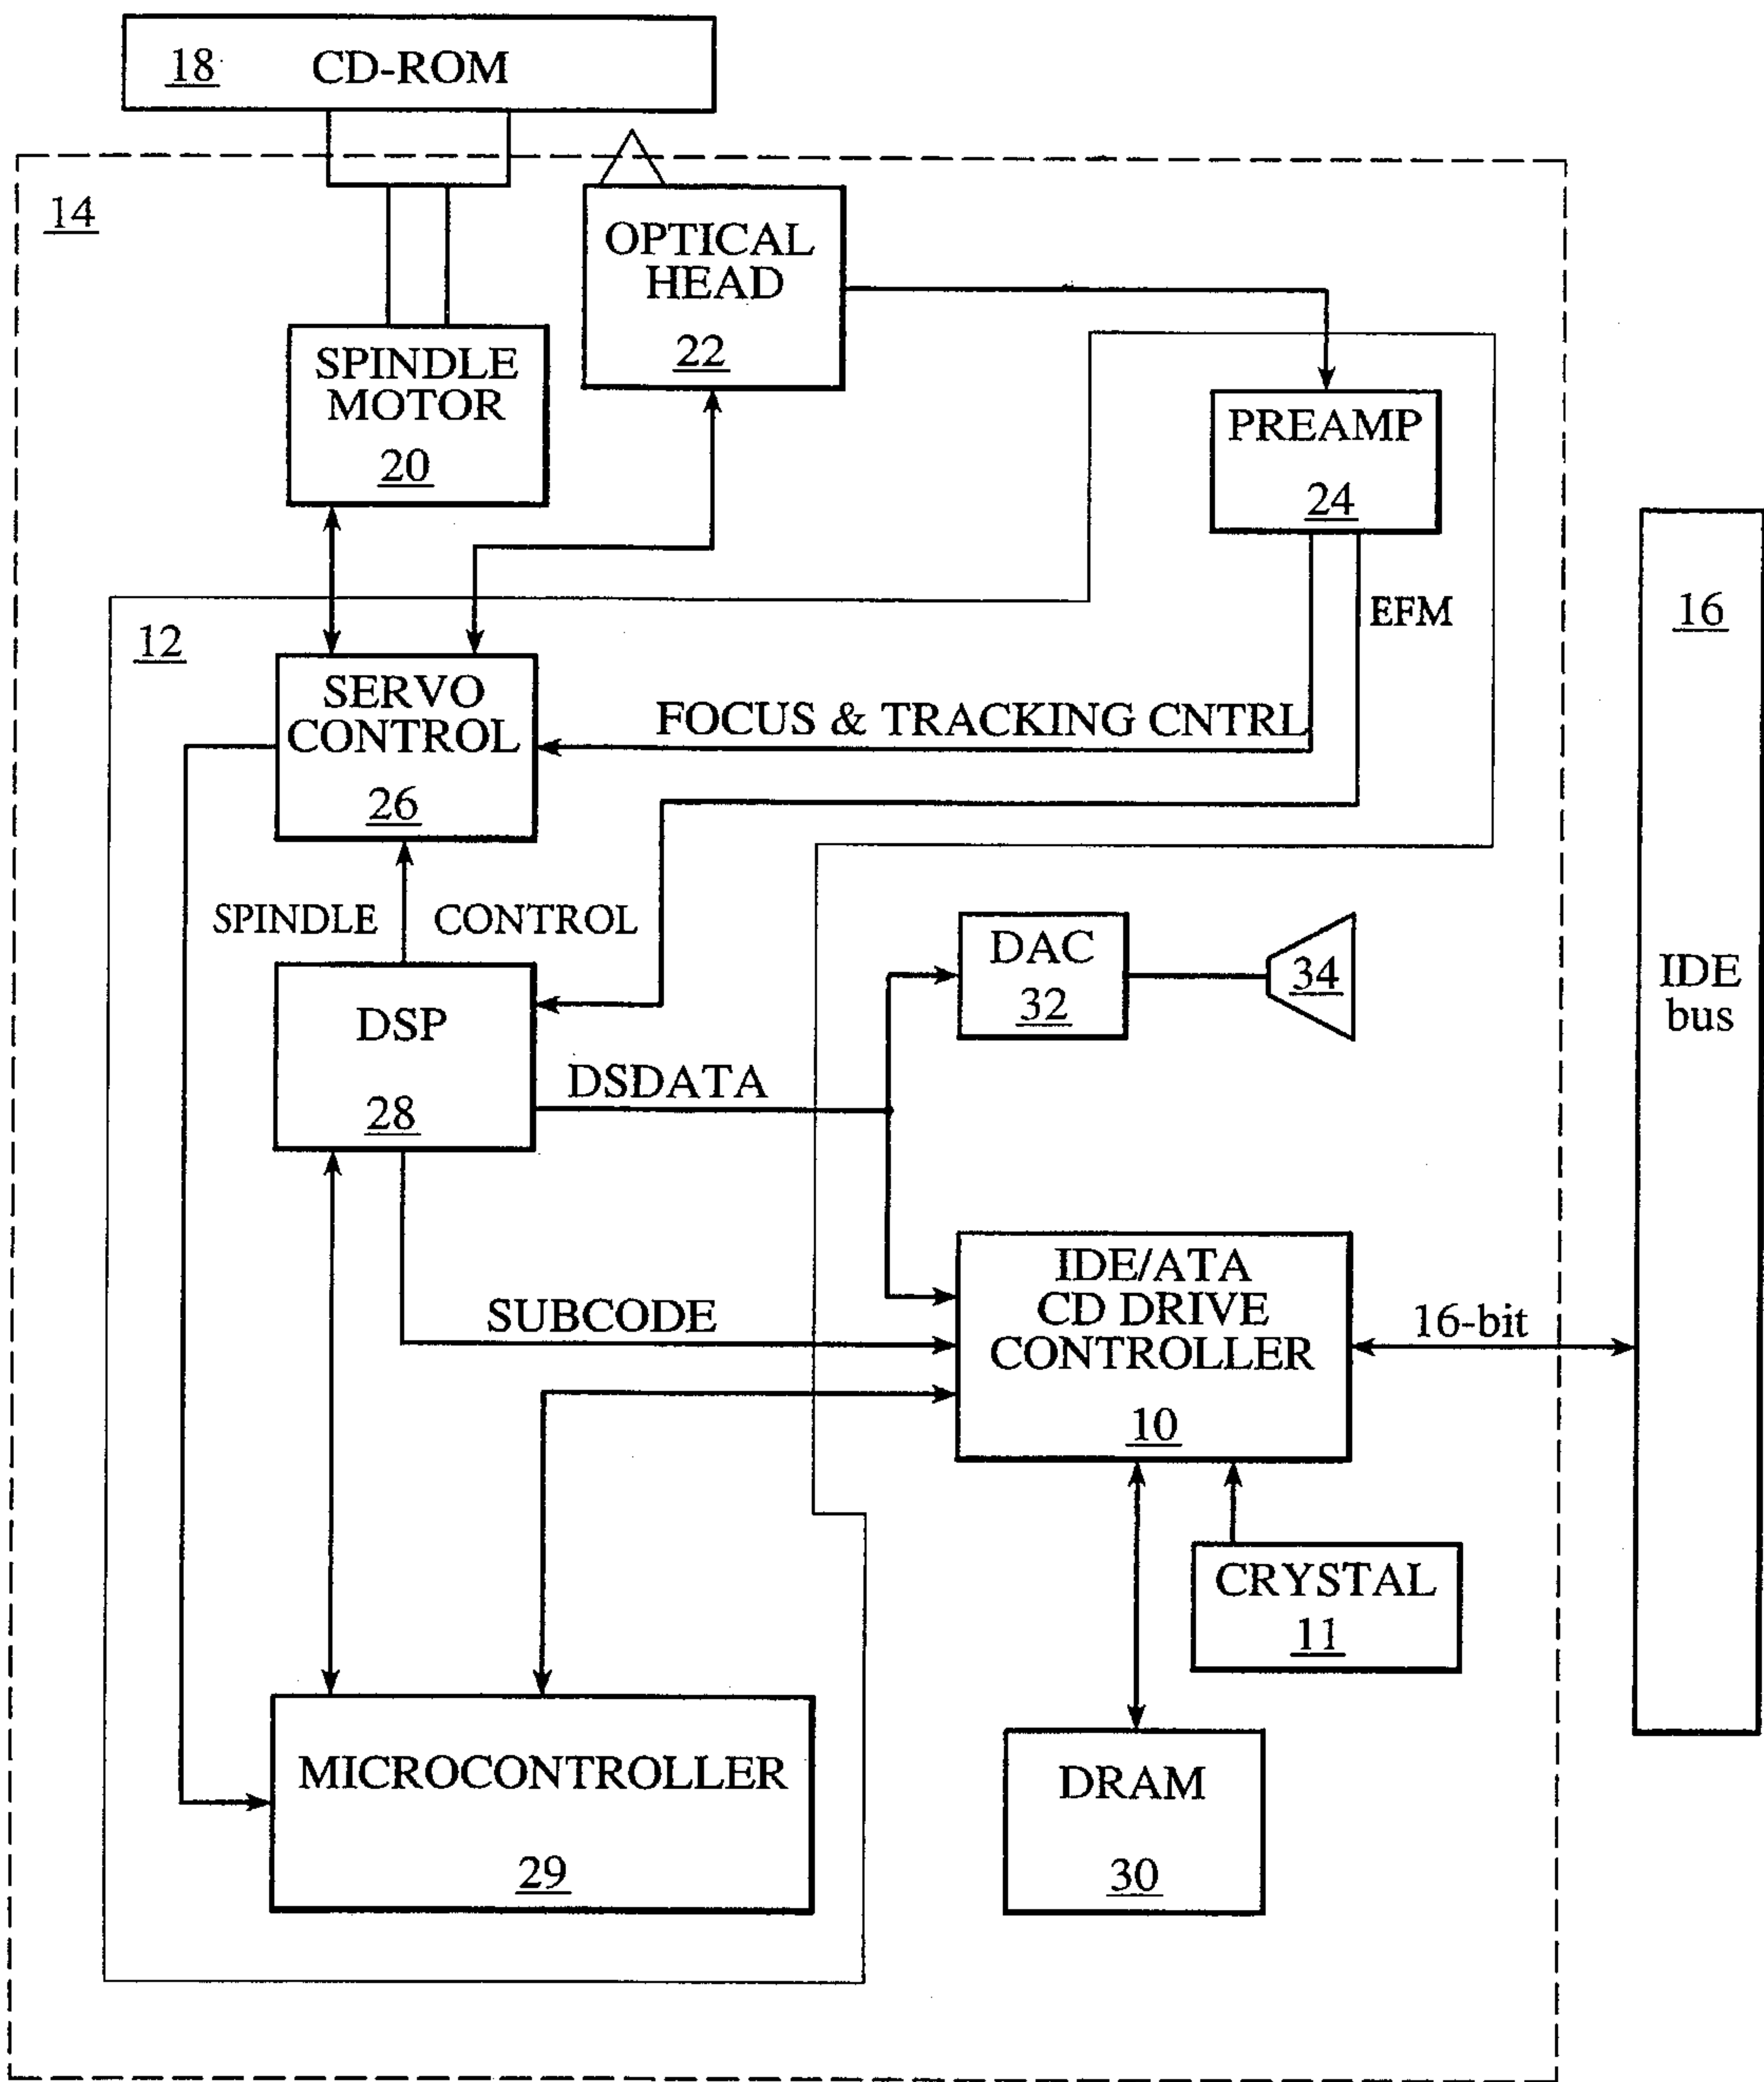 18 CD-ROM
14
OPTICAL
HEAD
22
SPINDLE
MOTOR
20
PREAMP
24
EFM
16
12
SERVO
CONTROL
26
FOCUS & TRACKING CNTRL
SPINDLE CONTROL
DAC
32
34
IDE
bus
DSP
28
DSDATA
IDE/ATA
CD DRIVE
CONTROLLER
10
SUBCODE
16-bit
CRYSTAL
11
MICROCONTROLLER
29
DRAM
30